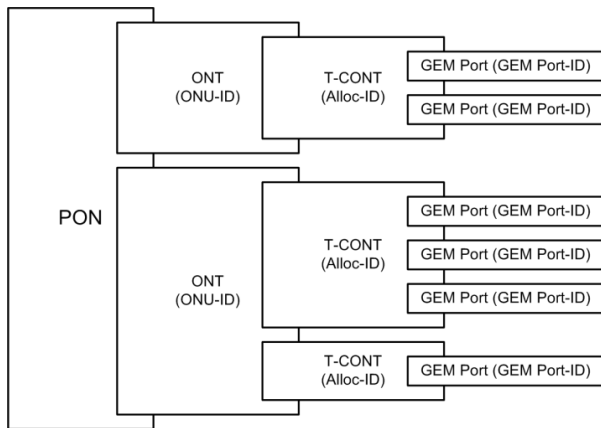 PON
ONT
(ONU-ID)
T-CONT
(Alloc-ID)
GEM Port (GEM Port-ID)
GEM Port (GEM Port-ID)
ONT
(ONU-ID)
T-CONT
(Alloc-ID)
GEM Port (GEM Port-ID)
GEM Port (GEM Port-ID)
GEM Port (GEM Port-ID)
T-CONT
(Alloc-ID)
GEM Port (GEM Port-ID)